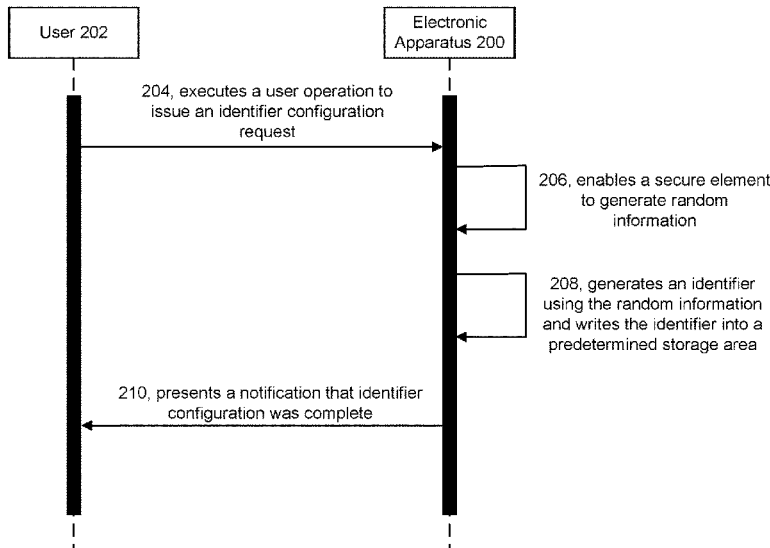 User 202
Electronic
Apparatus 200
204, executes a user operation to
issue an identifier configuration
request
206, enables a secure element
to generate random
information
208, generates an identifier
using the random information
and writes the identifier into a
predetermined storage area
210, presents a notification that identifier
configuration was complete